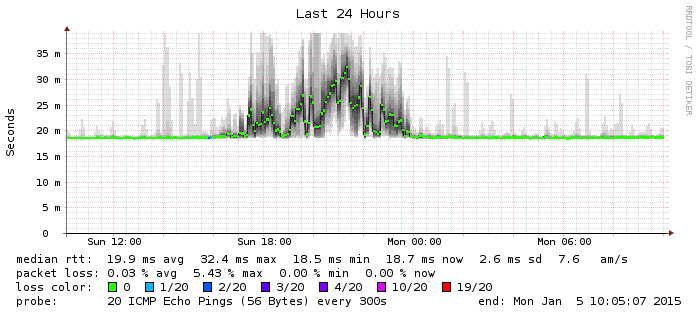 Last 24 Hours
RRDTOOL / TOBI OETIKER
Seconds
35 m
30 m
25 m
20 m
15 m
10 m
5 m
0
Sun 12:00 Sun 18:00 Mon 00:00 Mon 06:00
median rtt: 19.9 ms avg 32.4 ms max 18.5 ms min 18.7 ms now 2.6 ms sd 7.6 am/s
packet loss: 0.03 % avg 5.43 % max 0.00 % min 0.00 % now
loss color: 0 1/20 2/20 3/20 4/20 10/20 19/20
probe: 20 ICMP Echo Pings (56 Bytes) every 300s end: Mon Jan 5 10:05:07 2015